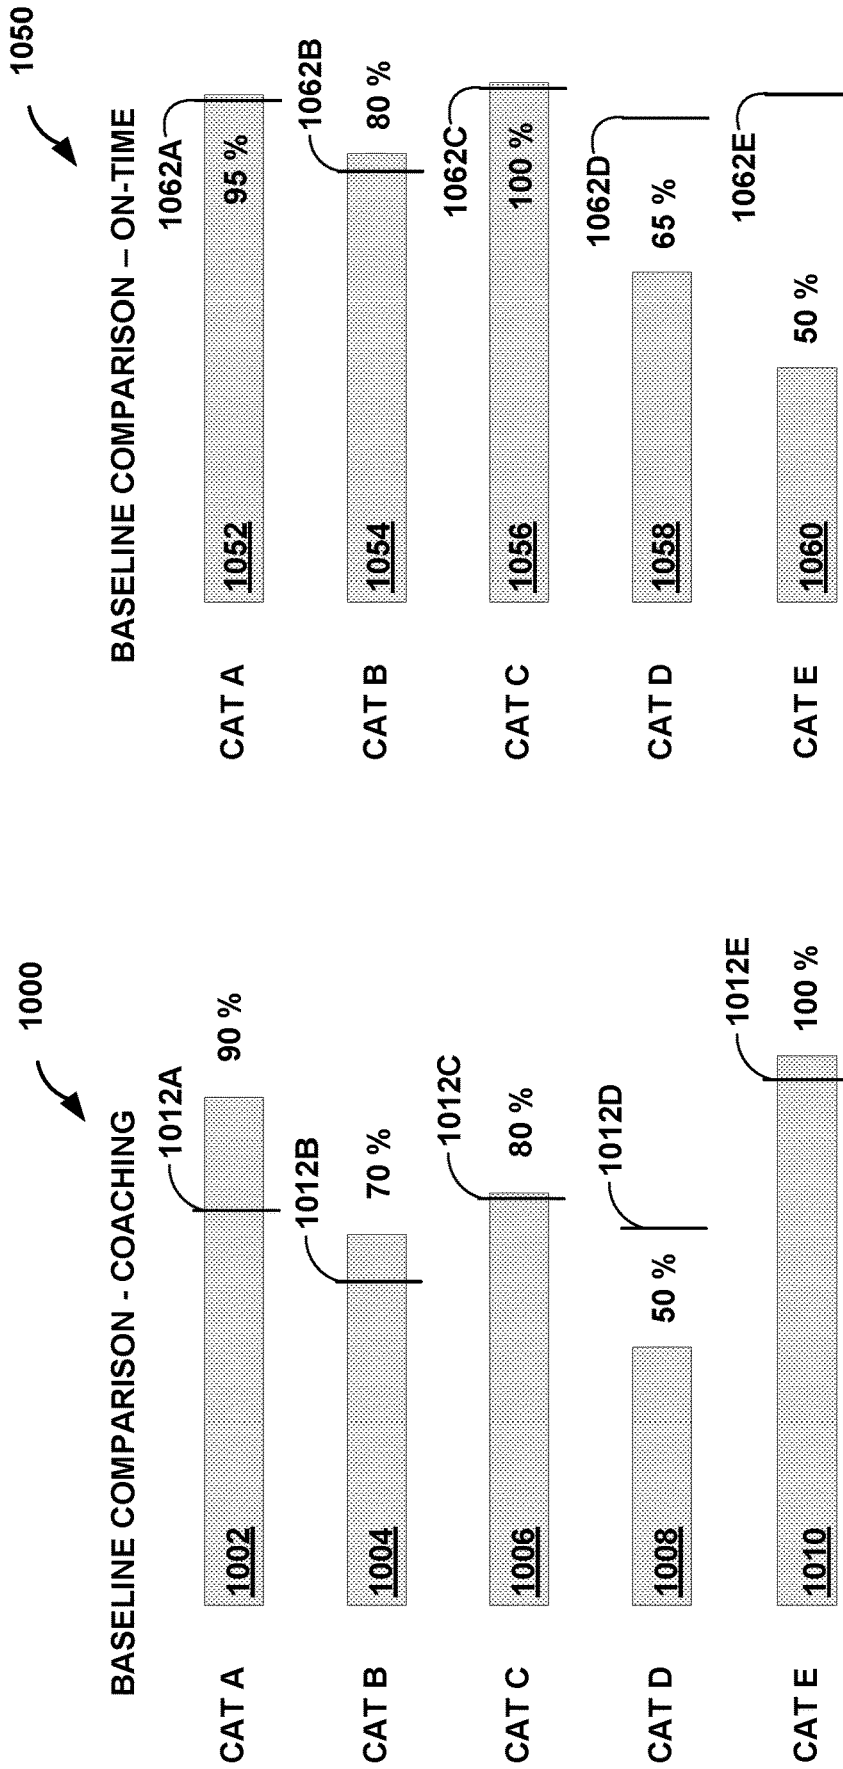 1000
BASELINE COMPARISON - COACHING
1012A
CAT A
1002
90 %
1012B
CAT B
1004
70 %
1012C
CAT C
1006
80 %
1012D
CAT D
1008
50 %
1012E
CAT E
1010
100 %
1050
BASELINE COMPARISON – ON-TIME
1062A
CAT A
1052
95 %
1062B
CAT B
1054
80 %
1062C
CAT C
1056
100 %
1062D
CAT D
1058
65 %
1062E
CAT E
1060
50 %